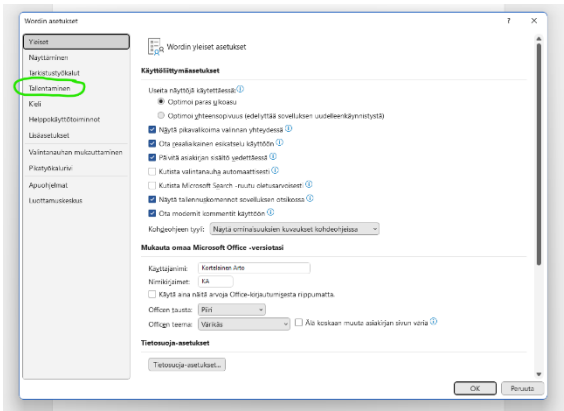 Wordin asetukset
?
Yleiset
Näyttäminen
Tarkistustyökalut
Tallentaminen
Kieli
Helppokäyttötoiminnot
Lisäasetukset
Valintanauhan mukauttaminen
Pikatyökalurivi
Apuohjelmat
Luottamuskeskus
Wordin yleiset asetukset
Käyttöliittymäasetukset
Useita näyttöjä käytettäessä:
Optimoi paras ulkoasu
Optimoi yhteensopivuus (edellyttää sovelluksen uudelleenkäynnistystä)
Näytä pikavalikoima valinnan yhteydessä
Ota reaaliaikainen esikatselu käyttöön
Päivitä asiakirjan sisältö vedettäessä
Kutista valintanauha automaattisesti
Kutista Microsoft Search -ruutu oletusarvoisesti
Näytä tallennuskomennot sovelluksen otsikossa
Ota modernit kommentit käyttöön
Kohdeohjeen tyyli: Näytä ominaisuuksien kuvaukset kohdeohjeissa
Mukauta omaa Microsoft Office -versiotasi
Käyttäjänimi: Kortelainen Arto
Nimikirjaimet: KA
Käytä aina näitä arvoja Office-kirjautumisesta riippumatta.
Officen tausta: Piiri
Officen teema: Värikäs Älä koskaan muuta asiakirjan sivun väriä
Tietosuoja-asetukset
Tietosuoja-asetukset...
OK Peruuta